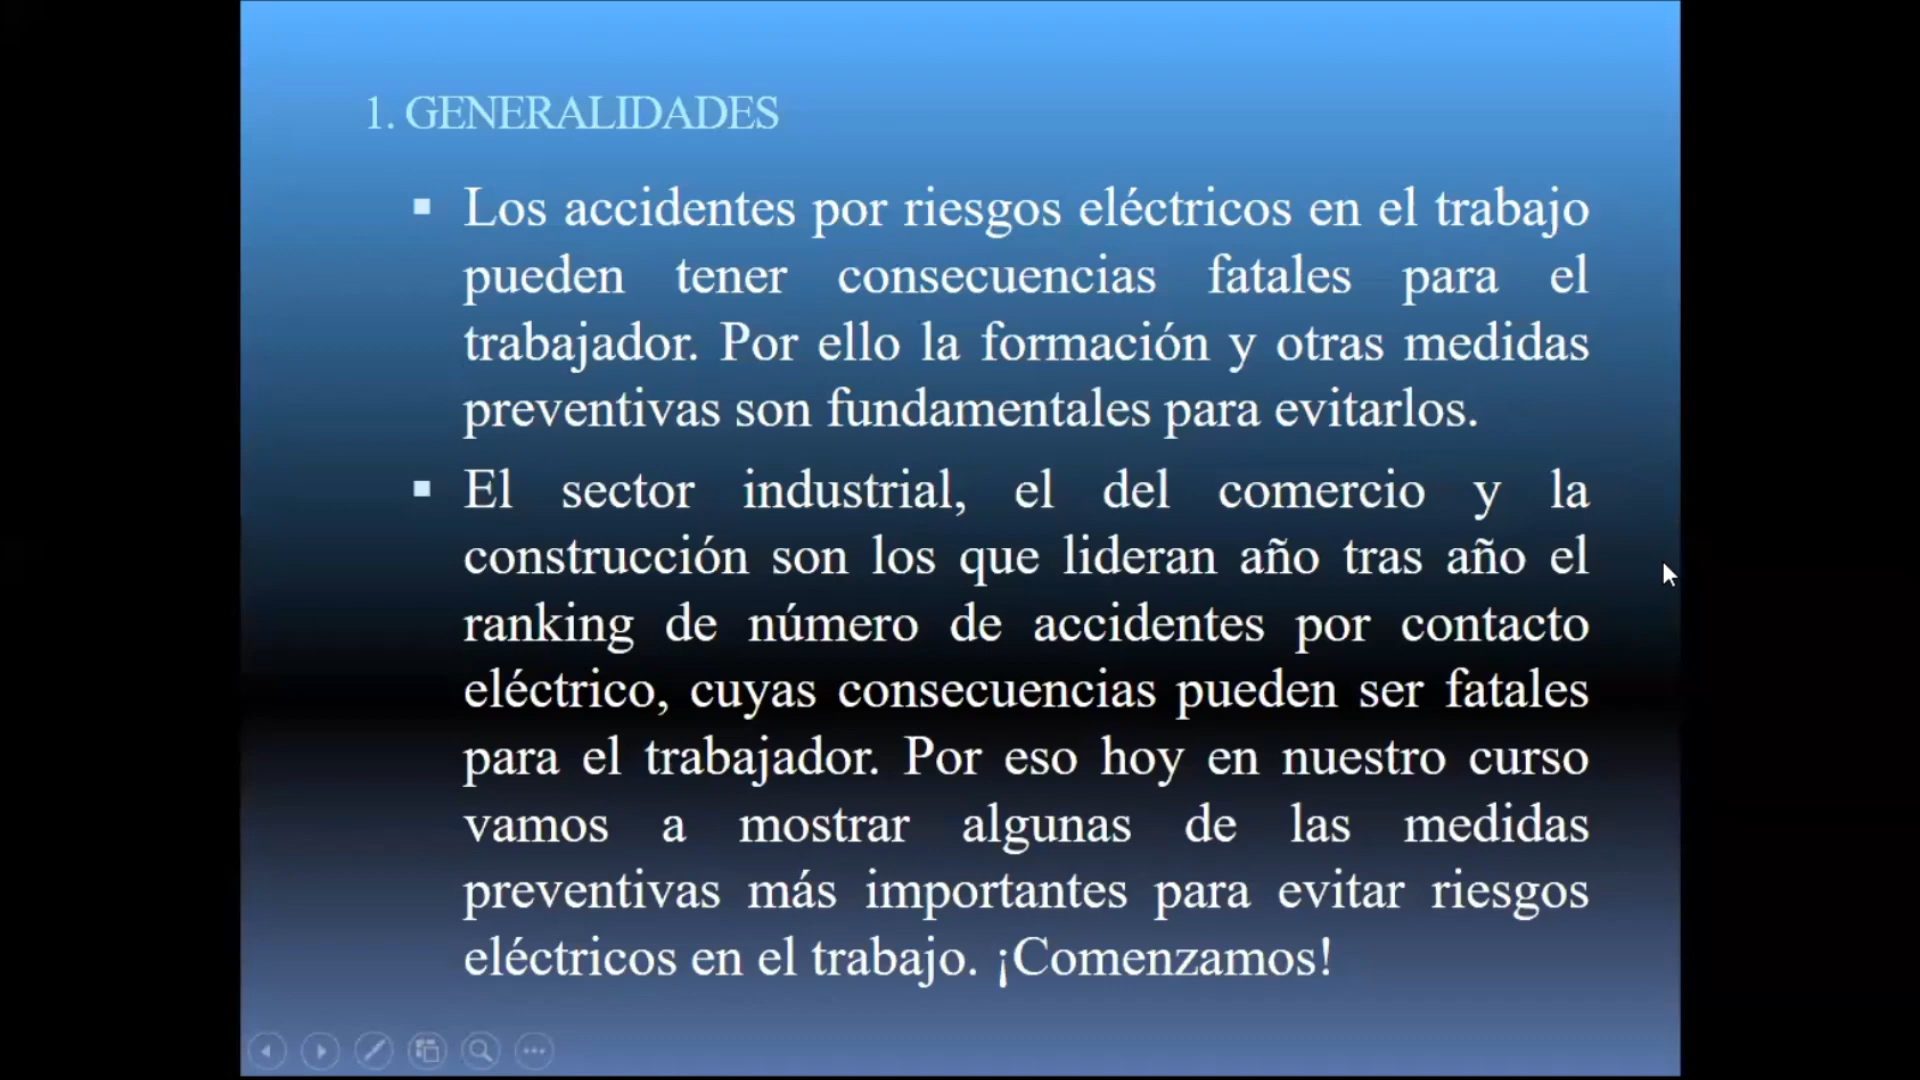 1. GENERALIDADES
▪ Los accidentes por riesgos eléctricos en el trabajo
pueden tener consecuencias fatales para el
trabajador. Por ello la formación y otras medidas
preventivas son fundamentales para evitarlos.
▪ El sector industrial, el del comercio y la
construcción son los que lideran año tras año el
ranking de número de accidentes por contacto
eléctrico, cuyas consecuencias pueden ser fatales
para el trabajador. Por eso hoy en nuestro curso
vamos a mostrar algunas de las medidas
preventivas más importantes para evitar riesgos
eléctricos en el trabajo. ¡Comenzamos!